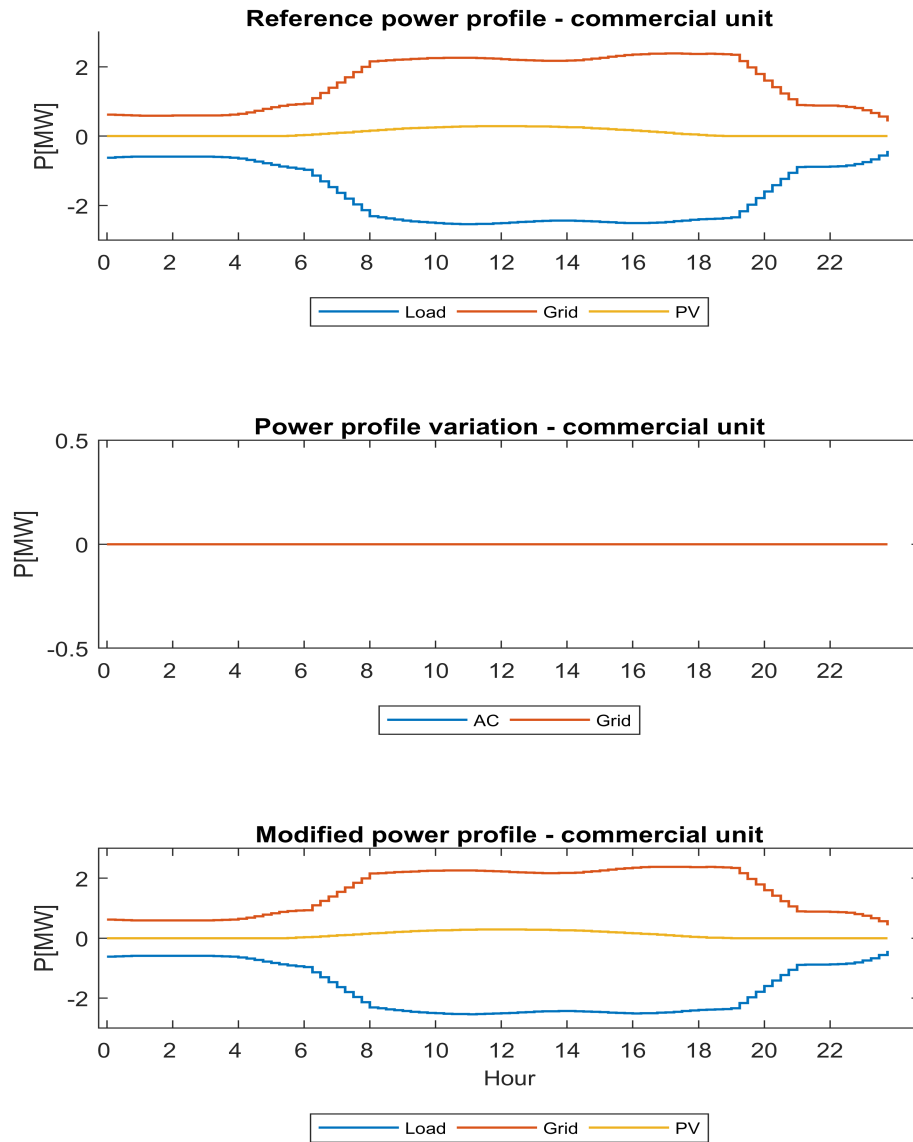 Reference power profile - commercial unit
P[MW]
2
0
-2
0 2 4 6 8 10 12 14 16 18 20 22
Load Grid PV
Power profile variation - commercial unit
P[MW]
0.5
0
-0.5
0 2 4 6 8 10 12 14 16 18 20 22
AC Grid
Modified power profile - commercial unit
P[MW]
2
0
-2
0 2 4 6 8 10 12 14 16 18 20 22
Hour
Load Grid PV